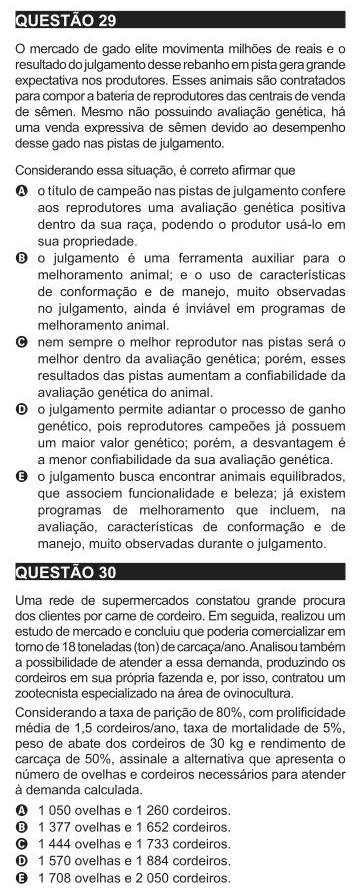 QUESTÃO 29
O mercado de gado elite movimenta milhões de reais e o
resultado do julgamento desse rebanho em pista gera grande
expectativa nos produtores. Esses animais são contratados
para compor a bateria de reprodutores das centrais de venda
de sêmen. Mesmo não possuindo avaliação genética, há
uma venda expressiva de sêmen devido ao desempenho
desse gado nas pistas de julgamento.
Considerando essa situação, é correto afirmar que
A o título de campeão nas pistas de julgamento confere
aos reprodutores uma avaliação genética positiva
dentro da sua raça, podendo o produtor usá-lo em
sua propriedade.
B o julgamento é uma ferramenta auxiliar para o
melhoramento animal; e o uso de características
de conformação e de manejo, muito observadas
no julgamento, ainda é inviável em programas de
melhoramento animal.
C nem sempre o melhor reprodutor nas pistas será o
melhor dentro da avaliação genética; porém, esses
resultados das pistas aumentam a confiabilidade da
avaliação genética do animal.
D o julgamento permite adiantar o processo de ganho
genético, pois reprodutores campeões já possuem
um maior valor genético; porém, a desvantagem é
a menor confiabilidade da sua avaliação genética.
E o julgamento busca encontrar animais equilibrados,
que associem funcionalidade e beleza; já existem
programas de melhoramento que incluem, na
avaliação, características de conformação e de
manejo, muito observadas durante o julgamento.
QUESTÃO 30
Uma rede de supermercados constatou grande procura
dos clientes por carne de cordeiro. Em seguida, realizou um
estudo de mercado e concluiu que poderia comercializar em
torno de 18 toneladas (ton) de carcaça/ano. Analisou também
a possibilidade de atender a essa demanda, produzindo os
cordeiros em sua própria fazenda e, por isso, contratou um
zootecnista especializado na área de ovinocultura.
Considerando a taxa de parição de 80%, com prolificidade
média de 1,5 cordeiros/ano, taxa de mortalidade de 5%,
peso de abate dos cordeiros de 30 kg e rendimento de
carcaça de 50%, assinale a alternativa que apresenta o
número de ovelhas e cordeiros necessários para atender
à demanda calculada.
A 1 050 ovelhas e 1 260 cordeiros.
B 1 377 ovelhas e 1 652 cordeiros.
C 1 444 ovelhas e 1 733 cordeiros.
D 1 570 ovelhas e 1 884 cordeiros.
E 1 708 ovelhas e 2 050 cordeiros.